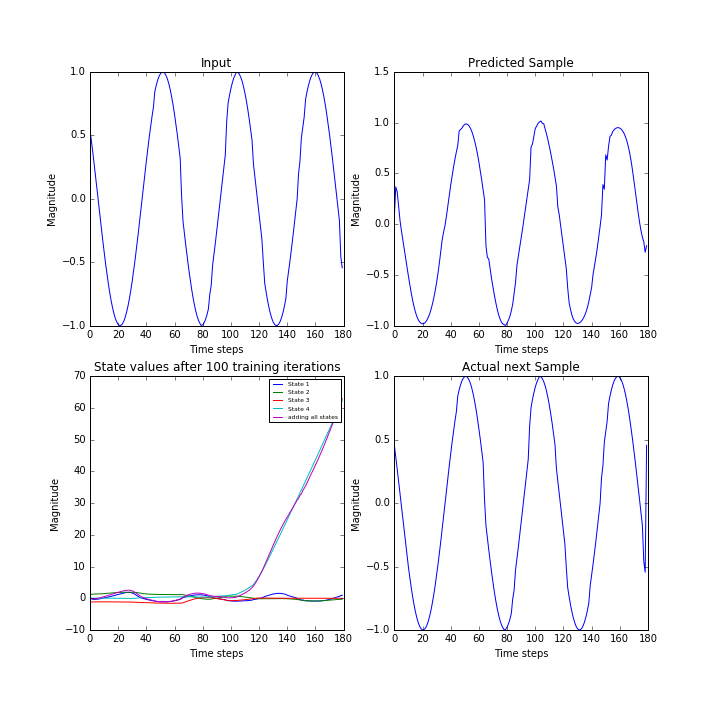 Input
1.0
0.5
0.0
−0.5
−1.0
Magnitude
0 20 40 60 80 100 120 140 160 180
Time steps
Predicted Sample
1.5
1.0
0.5
0.0
−0.5
−1.0
Magnitude
0 20 40 60 80 100 120 140 160 180
Time steps
State values after 100 training iterations
70
60
50
40
30
20
10
0
−10
Magnitude
State 1
State 2
State 3
State 4
adding all states
0 20 40 60 80 100 120 140 160 180
Time steps
Actual next Sample
1.0
0.5
0.0
−0.5
−1.0
Magnitude
0 20 40 60 80 100 120 140 160 180
Time steps